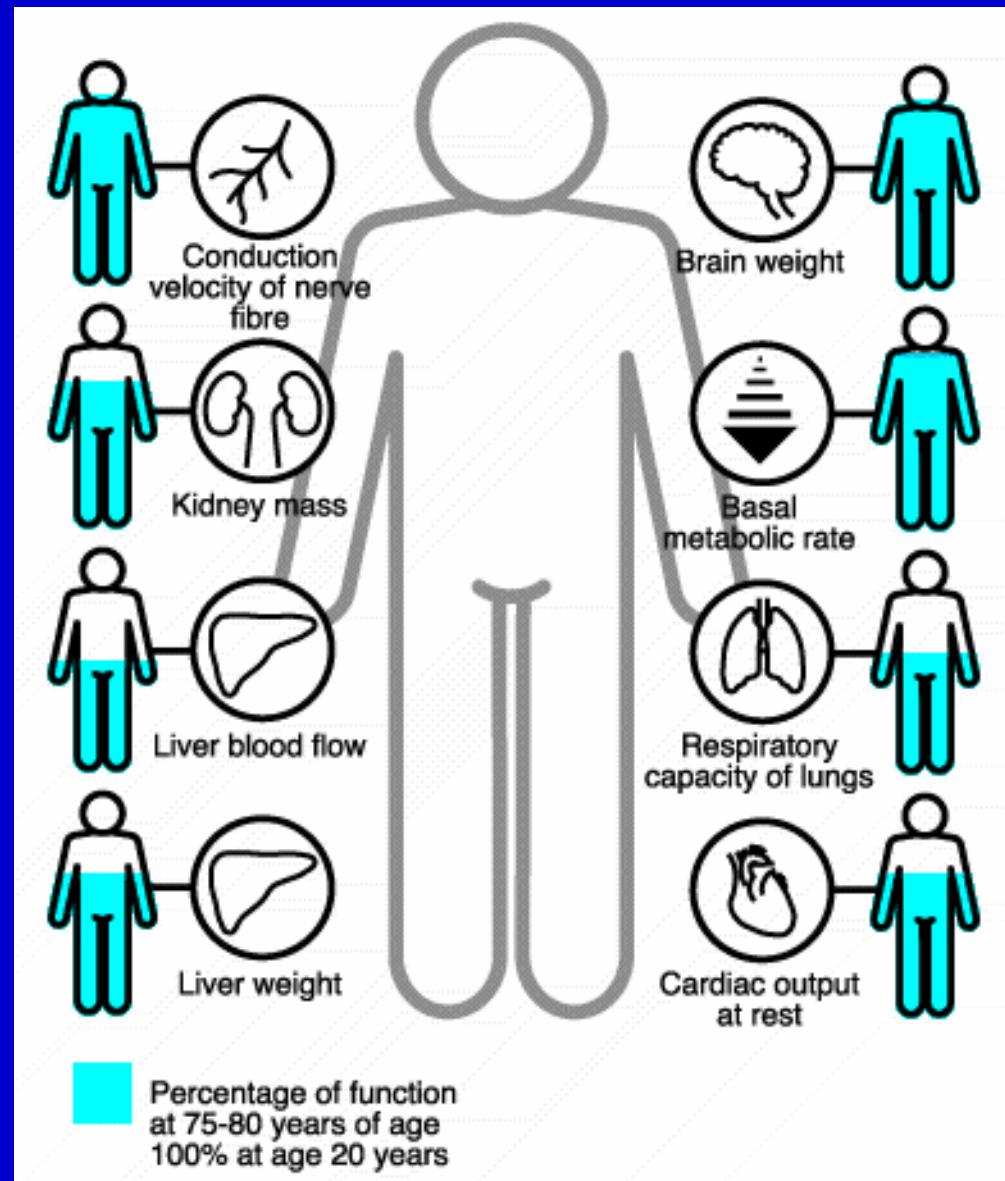 Conduction
velocity of nerve
fibre
Brain weight
Kidney mass
Basal
metabolic rate
Liver blood flow
Respiratory
capacity of lungs
Liver weight
Cardiac output
at rest
Percentage of function
at 75-80 years of age
100% at age 20 years